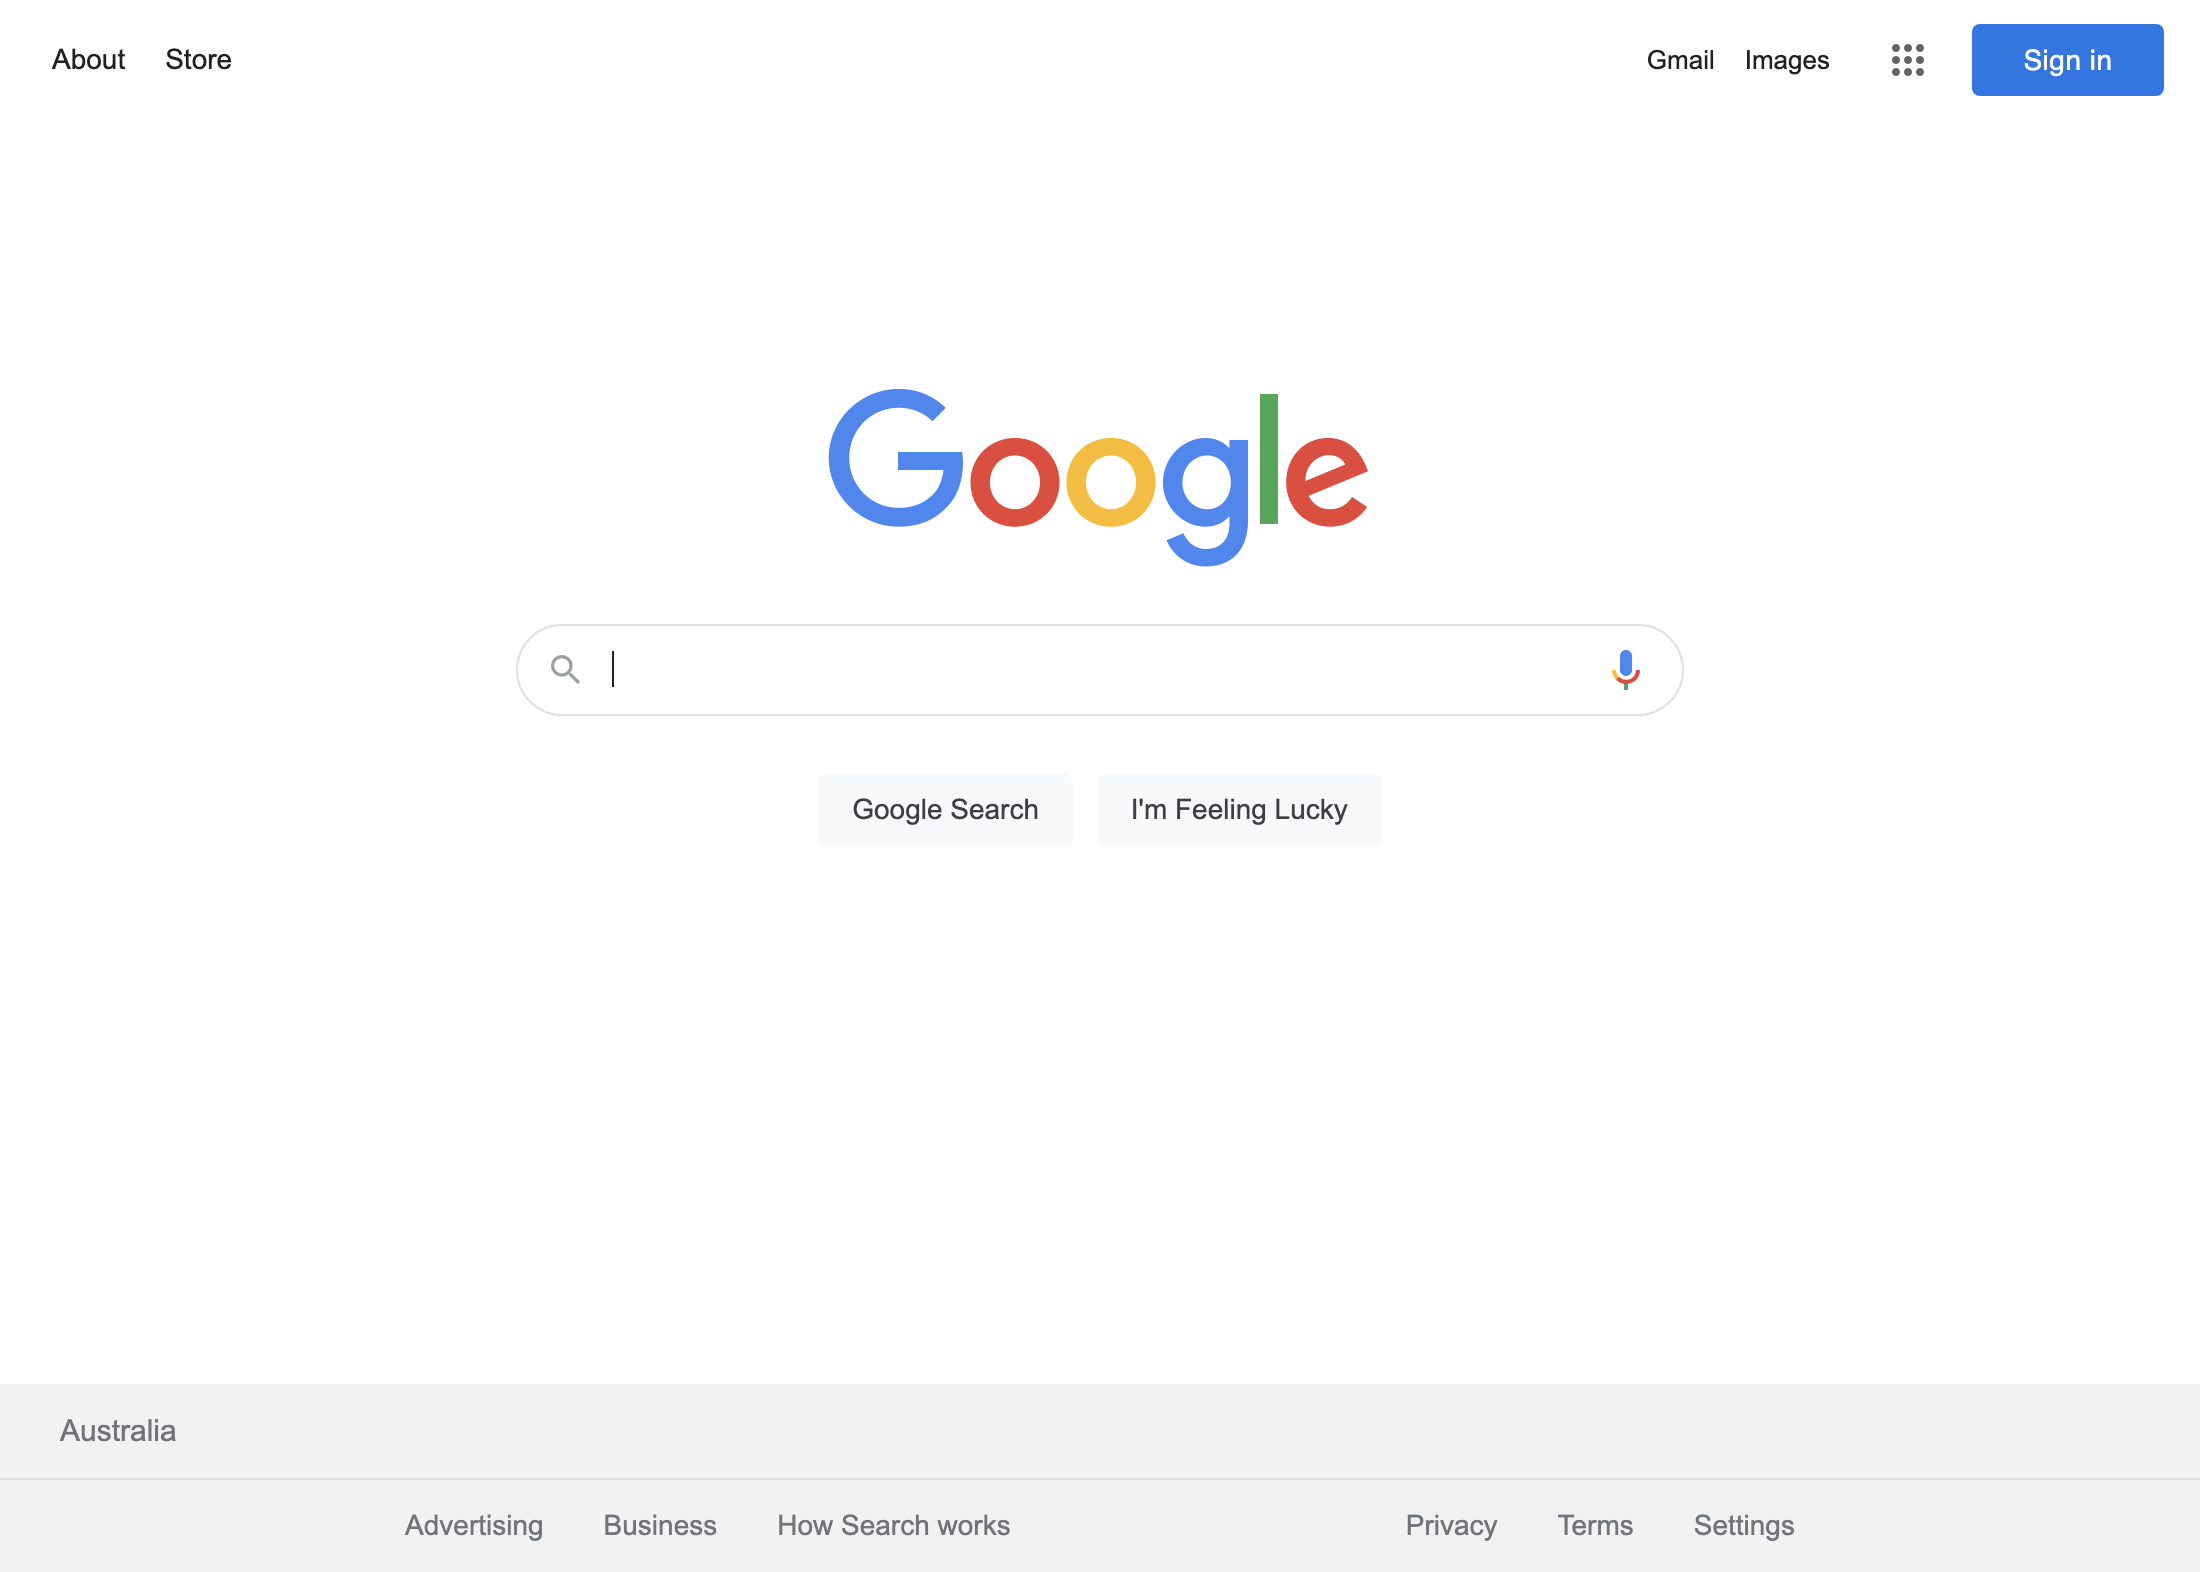 About Store Gmail Images Sign in
Google
Google Search I'm Feeling Lucky
Australia
Advertising Business How Search works Privacy Terms Settings